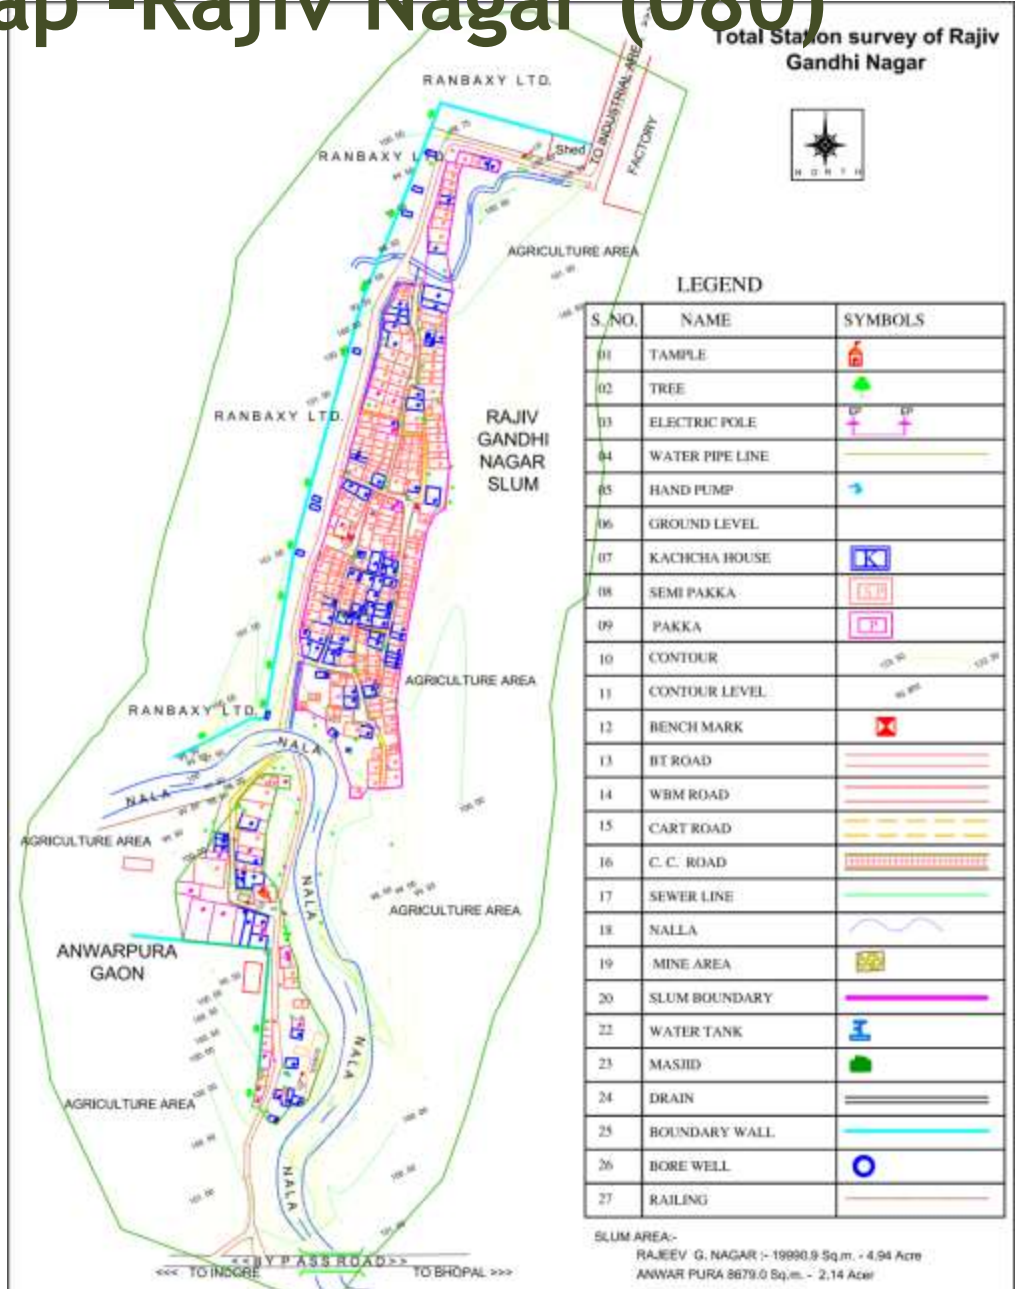 ap -Rajiv Nagar (080)
Total Station survey of Rajiv
Gandhi Nagar
NORTH
RANBAXY LTD.
RANBAXY LTD.
Shed
TO INDUSTRIAL AREA >>>
FACTORY
AGRICULTURE AREA
RANBAXY LTD.
RAJIV
GANDHI
NAGAR
SLUM
AGRICULTURE AREA
RANBAXY LTD.
NALA
NALA
AGRICULTURE AREA
NALA
AGRICULTURE AREA
ANWARPURA
GAON
NALA
AGRICULTURE AREA
NALA
<<BYPASS ROAD>>
<<< TO INDORE
TO BHOPAL >>>
LEGEND
S. NO. NAME SYMBOLS
01 TAMPLE
02 TREE
03 ELECTRIC POLE EP EP
04 WATER PIPE LINE
05 HAND PUMP
06 GROUND LEVEL
07 KACHCHA HOUSE K
08 SEMI PAKKA S P
09 PAKKA P
10 CONTOUR
11 CONTOUR LEVEL
12 BENCH MARK
13 BT ROAD
14 WBM ROAD
15 CART ROAD
16 C. C. ROAD
17 SEWER LINE
18 NALLA
19 MINE AREA
20 SLUM BOUNDARY
22 WATER TANK
23 MASJID
24 DRAIN
25 BOUNDARY WALL
26 BORE WELL
27 RAILING
SLUM AREA:-
RAJEEV G. NAGAR :- 19990.9 Sq.m. - 4.94 Acre
ANWAR PURA 8679.0 Sq.m. - 2.14 Acer